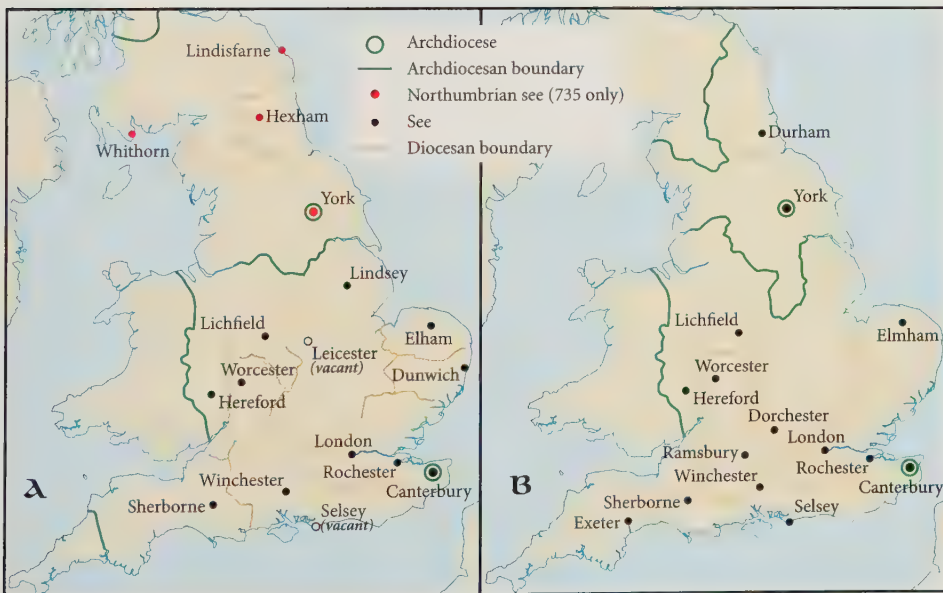 Lindisfarne
Hexham
Whithorn
York
Lindsey
Lichfield
Leicester
(vacant)
Elham
Dunwich
Worcester
Hereford
London
Rochester
Canterbury
Winchester
Sherborne
Selsey
(vacant)
A
Archdiocese
Archdiocesan boundary
Northumbrian see (735 only)
See
Diocesan boundary
Durham
York
Lichfield
Elmham
Worcester
Hereford
Dorchester
London
Ramsbury
Rochester
Winchester
Canterbury
Sherborne
Selsey
Exeter
B